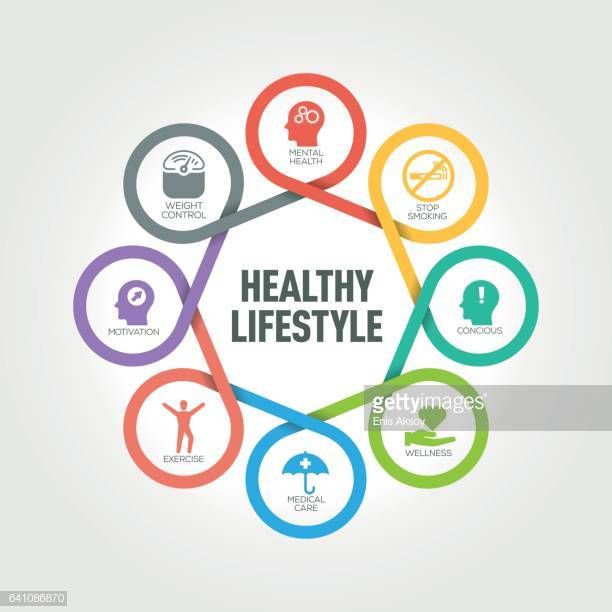 MENTAL
HEALTH
STOP
SMOKING
CONCIOUS
WELLNESS
MEDICAL
CARE
EXERCISE
MOTIVATION
WEIGHT
CONTROL
HEALTHY
LIFESTYLE
gettyimages
Enis Aksoy
641086870